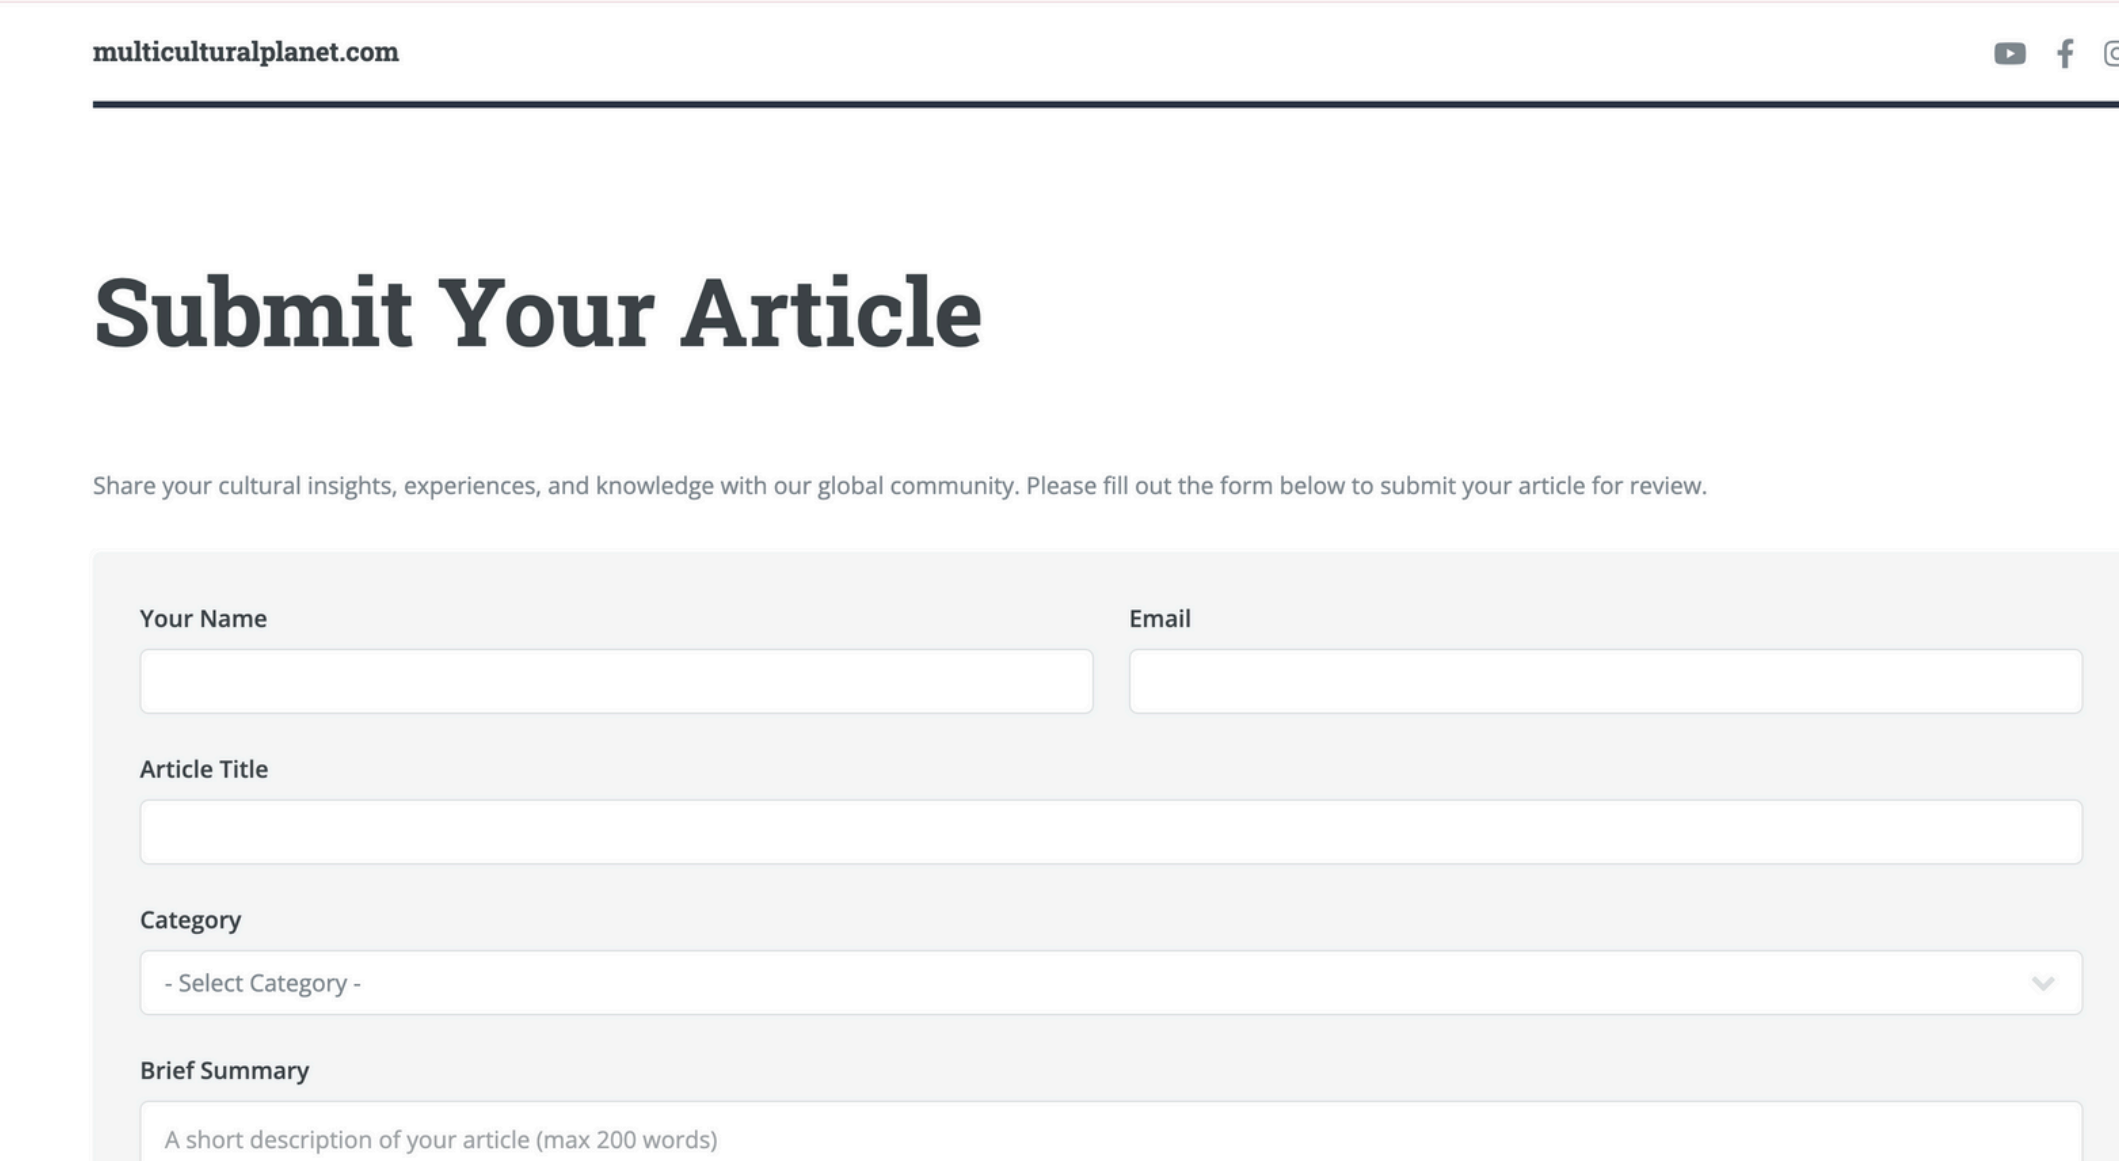 multiculturalplanet.com
Submit Your Article
Share your cultural insights, experiences, and knowledge with our global community. Please fill out the form below to submit your article for review.
Your Name
Email
Article Title
Category
- Select Category -
Brief Summary
A short description of your article (max 200 words)